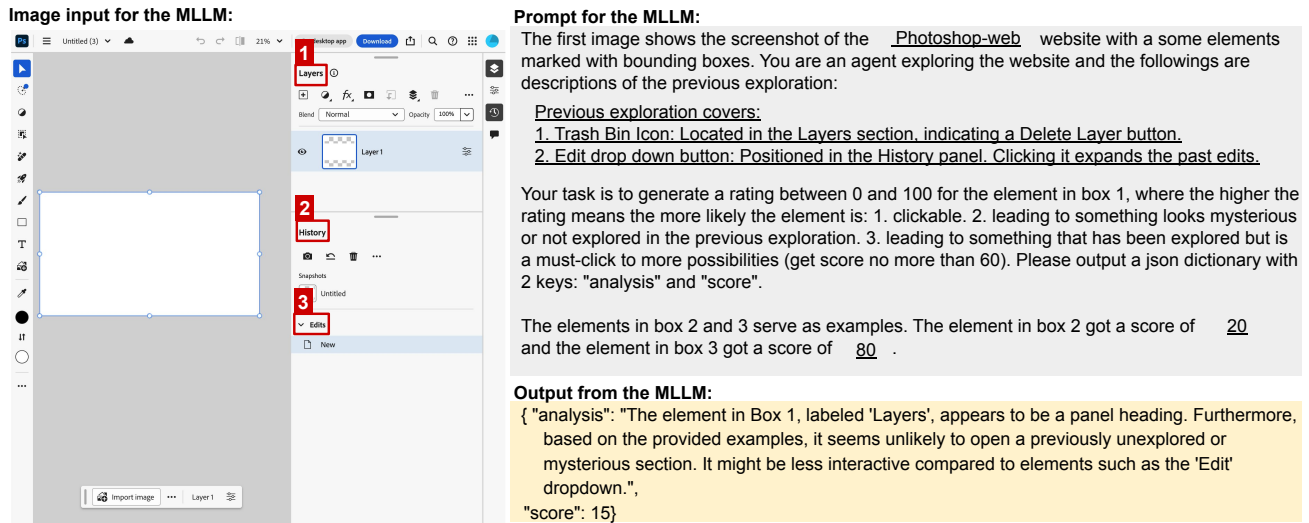 Image input for the MLLM:
Ps Untitled (3) 21% sktop app Download
1
Layers
fx
Blend Normal Opacity 100%
Layer 1
2
History
Snapshots
Untitled
3
Edits
New
T
Import image Layer 1
Prompt for the MLLM:
The first image shows the screenshot of the Photoshop-web website with a some elements
marked with bounding boxes. You are an agent exploring the website and the followings are
descriptions of the previous exploration:
Previous exploration covers:
1. Trash Bin Icon: Located in the Layers section, indicating a Delete Layer button.
2. Edit drop down button: Positioned in the History panel. Clicking it expands the past edits.
Your task is to generate a rating between 0 and 100 for the element in box 1, where the higher the
rating means the more likely the element is: 1. clickable. 2. leading to something looks mysterious
or not explored in the previous exploration. 3. leading to something that has been explored but is
a must-click to more possibilities (get score no more than 60). Please output a json dictionary with
2 keys: "analysis" and "score".
The elements in box 2 and 3 serve as examples. The element in box 2 got a score of 20
and the element in box 3 got a score of 80 .
Output from the MLLM:
{ "analysis": "The element in Box 1, labeled 'Layers', appears to be a panel heading. Furthermore,
based on the provided examples, it seems unlikely to open a previously unexplored or
mysterious section. It might be less interactive compared to elements such as the 'Edit'
dropdown.",
"score": 15}